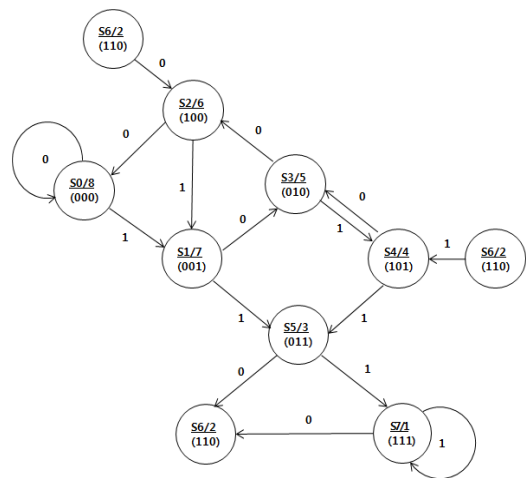 S6/2
(110)
0
S2/6
(100)
0
0
0
1
S3/5
(010)
0
S0/8
(000)
1
0
1
S1/7
(001)
S4/4
(101)
1
S6/2
(110)
1
1
S5/3
(011)
0
1
S6/2
(110)
0
S7/1
(111)
1